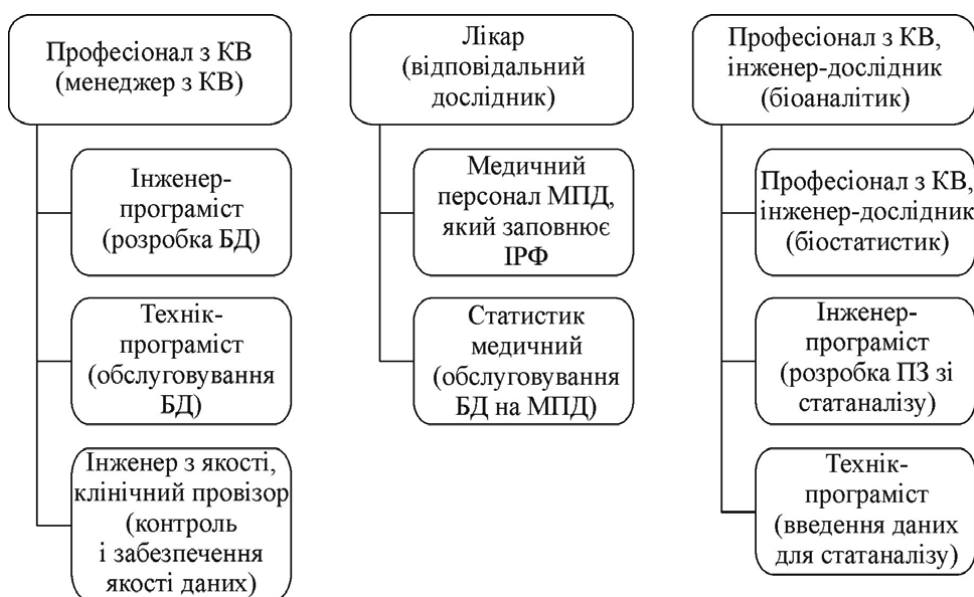 Професіонал з КВ
(менеджер з КВ)
Інженер-
програміст
(розробка БД)
Технік-
програміст
(обслуговування
БД)
Інженер з якості,
клінічний провізор
(контроль
і забезпечення
якості даних)
Лікар
(відповідальний
дослідник)
Медичний
персонал МПД,
який заповнює
ІРФ
Статистик
медичний
(обслуговування
БД на МПД)
Професіонал з КВ,
інженер-дослідник
(біоаналітик)
Професіонал з КВ,
інженер-дослідник
(біостатистик)
Інженер-
програміст
(розробка ПЗ зі
статаналізу)
Технік-
програміст
(введення даних
для статаналізу)